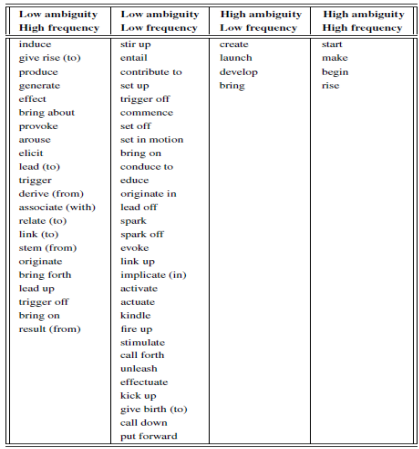 Low ambiguity Low ambiguity High ambiguity High ambiguity
High frequency Low frequency Low frequency High frequency
induce stir up create start
give rise (to) entail launch make
produce contribute to develop begin
generate set up bring rise
effect trigger off
bring about commence
provoke set off
arouse set in motion
elicit bring on
lead (to) conduce to
trigger educe
derive (from) originate in
associate (with) lead off
relate (to) spark
link (to) spark off
stem (from) evoke
originate link up
bring forth implicate (in)
lead up activate
trigger off actuate
bring on kindle
result (from) fire up
stimulate
call forth
unleash
effectuate
kick up
give birth (to)
call down
put forward